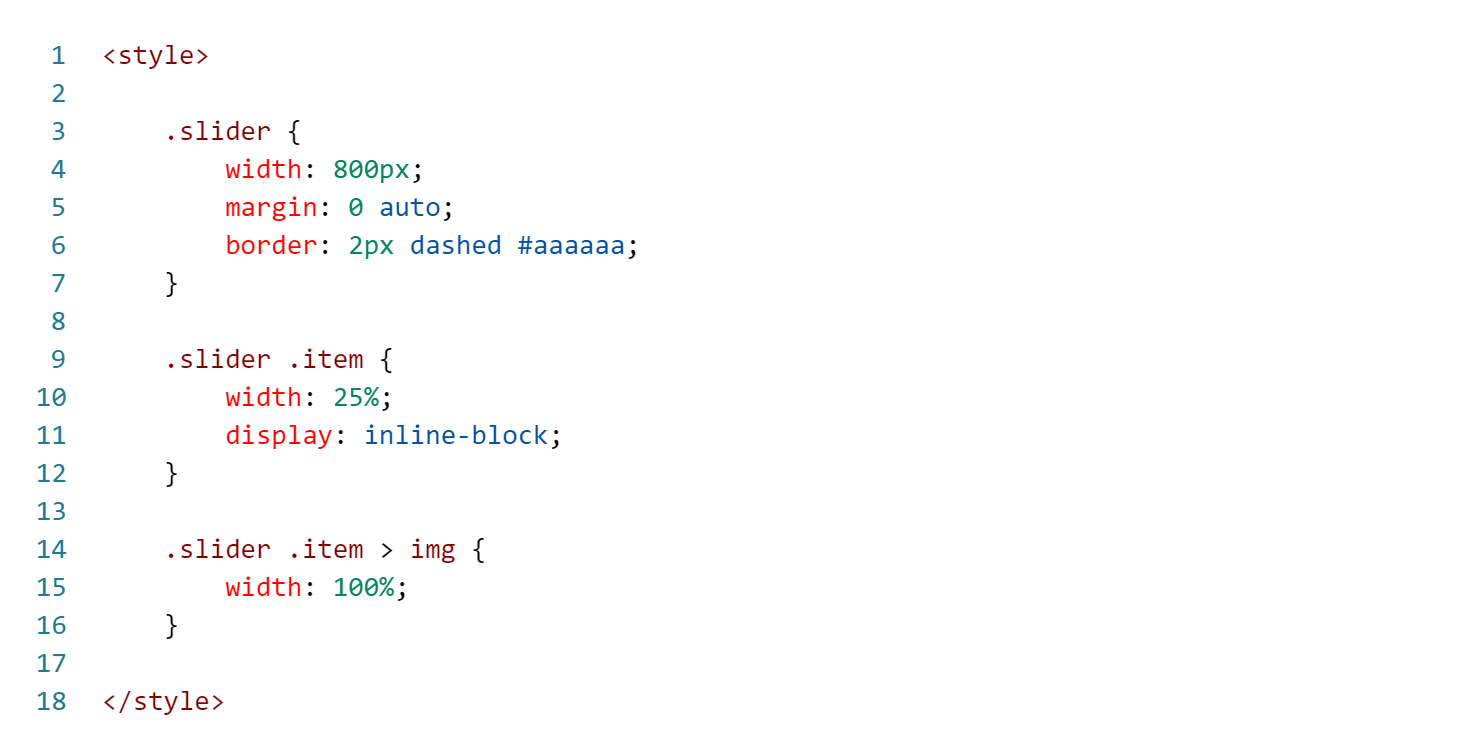 1 <style>
2
3 .slider {
4 width: 800px;
5 margin: 0 auto;
6 border: 2px dashed #aaaaaa;
7 }
8
9 .slider .item {
10 width: 25%;
11 display: inline-block;
12 }
13
14 .slider .item > img {
15 width: 100%;
16 }
17
18 </style>